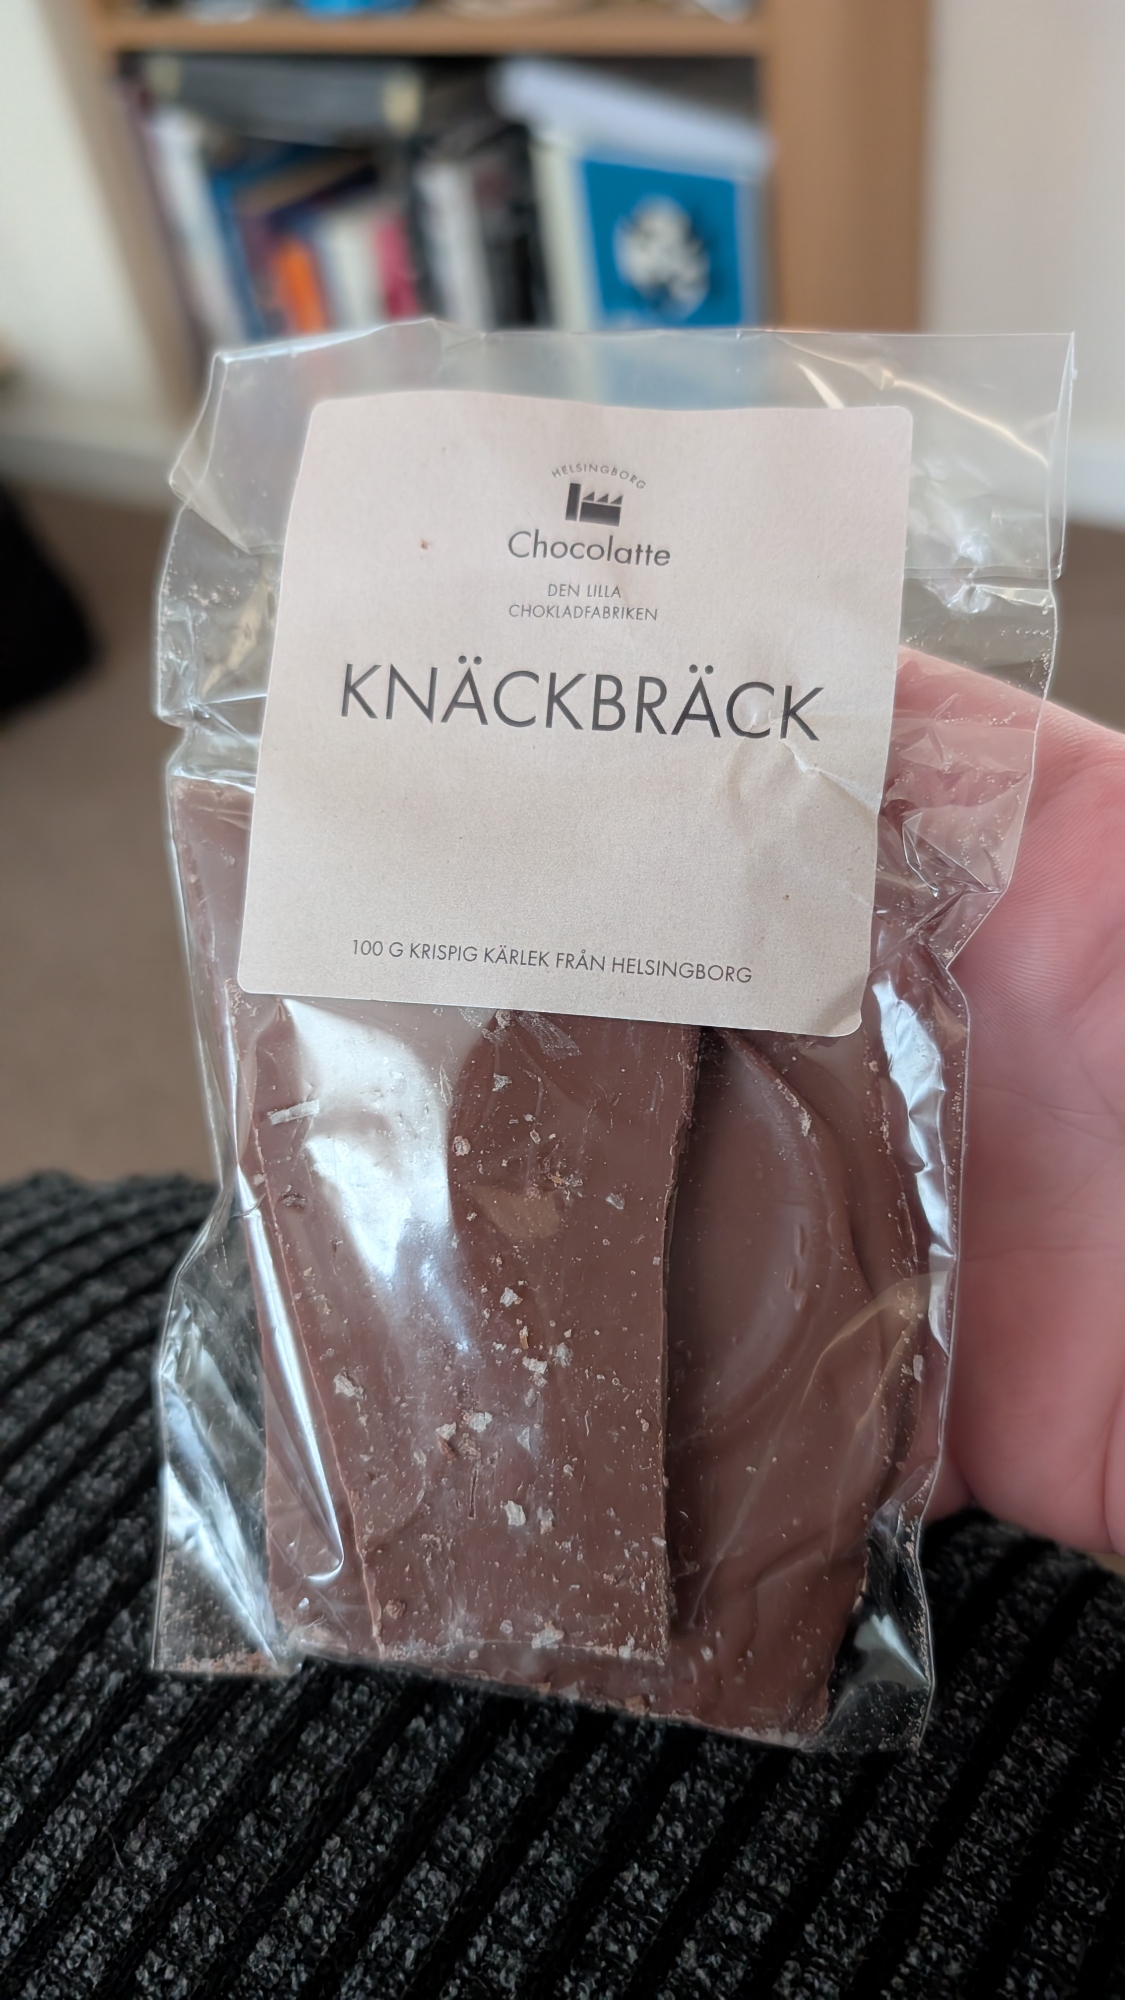 HELSINGBORG
Chocolatte
DEN LILLA
CHOKLADFABRIKEN
KNÄCKBRÄCK
100 G KRISPIG KÄRLEK FRÅN HELSINGBORG